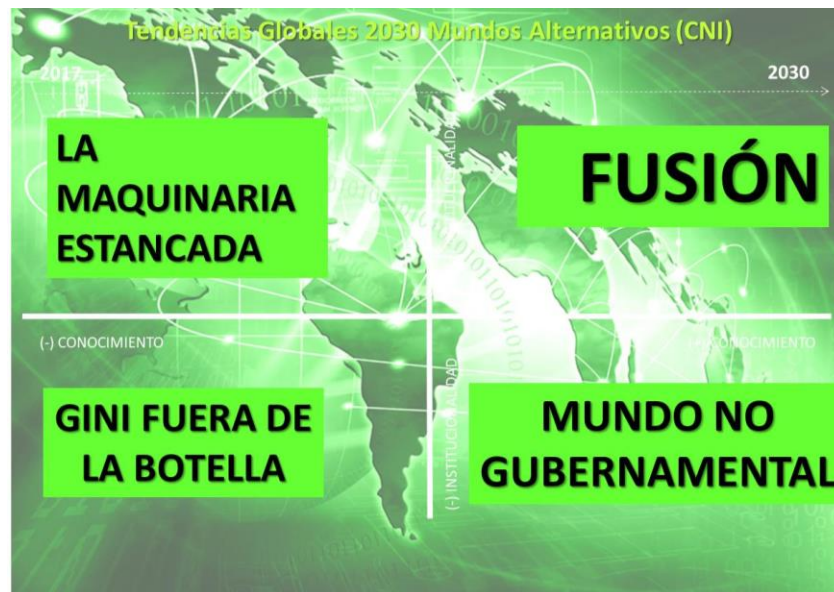 Tendencias Globales 2030 Mundos Alternativos (CNI)
2017
2030
LA
MAQUINARIA
ESTANCADA
FUSIÓN
(-) CONOCIMIENTO
CONOCIMIENTO
GINI FUERA DE
LA BOTELLA
(-) INSTITUCIONALIDAD
MUNDO NO
GUBERNAMENTAL